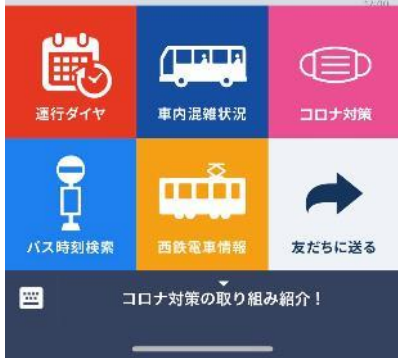 運行ダイヤ
車内混雑状況
コロナ対策
バス時刻検索
西鉄電車情報
友だちに送る
コロナ対策の取り組み紹介！